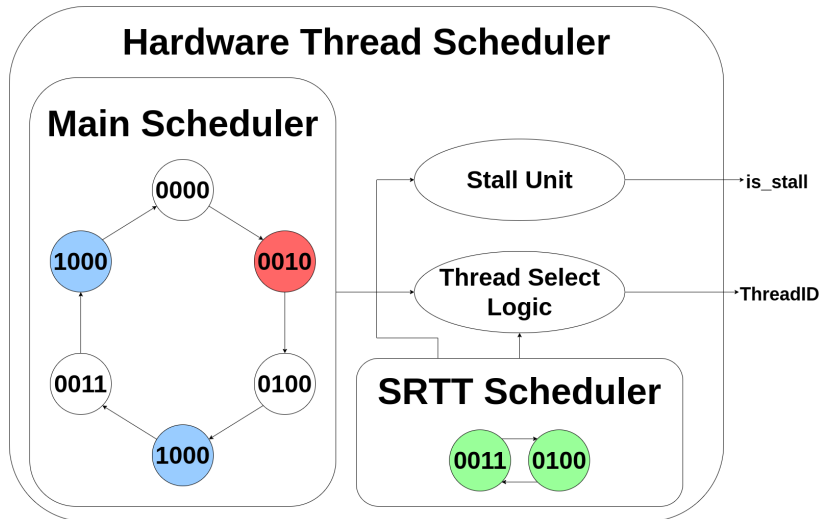 Hardware Thread Scheduler
Main Scheduler
0000
1000
0010
0011
0100
1000
Stall Unit
is_stall
Thread Select
Logic
ThreadID
SRTT Scheduler
0011
0100